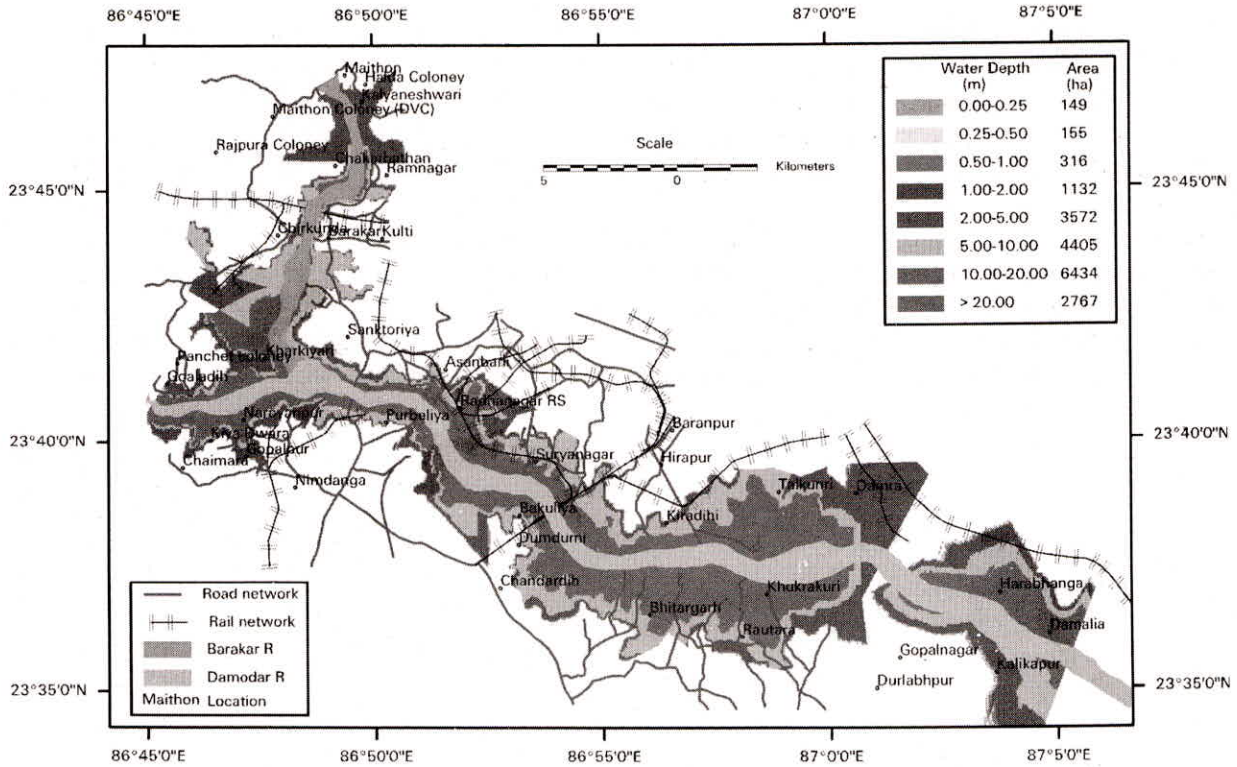 86°45'0"E 86°50'0"E 86°55'0"E 87°0'0"E 87°5'0"E
Maithon
Haida Coloney
Kalyaneshwari
Maithon Coloney (DVC)
Rajpura Coloney
Ramnagar
Scale
5 0 Kilometers
Water Depth Area
(m) (ha)
0.00-0.25 149
0.25-0.50 155
0.50-1.00 316
1.00-2.00 1132
2.00-5.00 3572
5.00-10.00 4405
10.00-20.00 6434
> 20.00 2767
23°45'0"N 23°45'0"N
Chirkunda
Barakar Kulti
Sanktoriya
Kharkiyari
Panchet coloney
Goaladih
Asanbani
Radhanagar RS
Narayanpur
Purbeliya
Baranpur
23°40'0"N 23°40'0"N
Gopalpur
Chaimara
Suryanagar
Hirapur
Nimdanga
Talkunri
Damra
Bakuliya
Kiradihi
Dumdumi
Chandardih
Khukrakuri
Harabhanga
Bhitargarh
Rautara
Damalia
Gopalnagar
Kalikapur
Durlabhpur
23°35'0"N 23°35'0"N
Road network
Rail network
Barakar R
Damodar R
Maithon Location
86°45'0"E 86°50'0"E 86°55'0"E 87°0'0"E 87°5'0"E